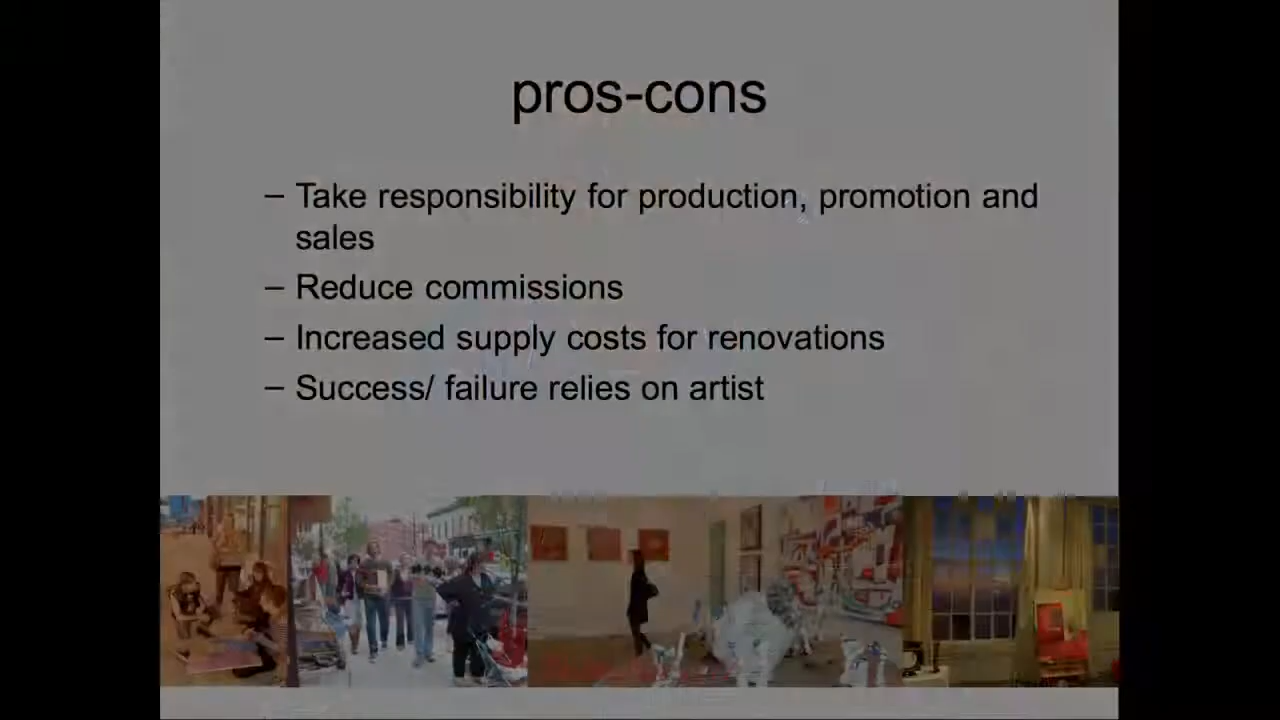 pros-cons
– Take responsibility for production, promotion and
sales
– Reduce commissions
– Increased supply costs for renovations
– Success/ failure relies on artist